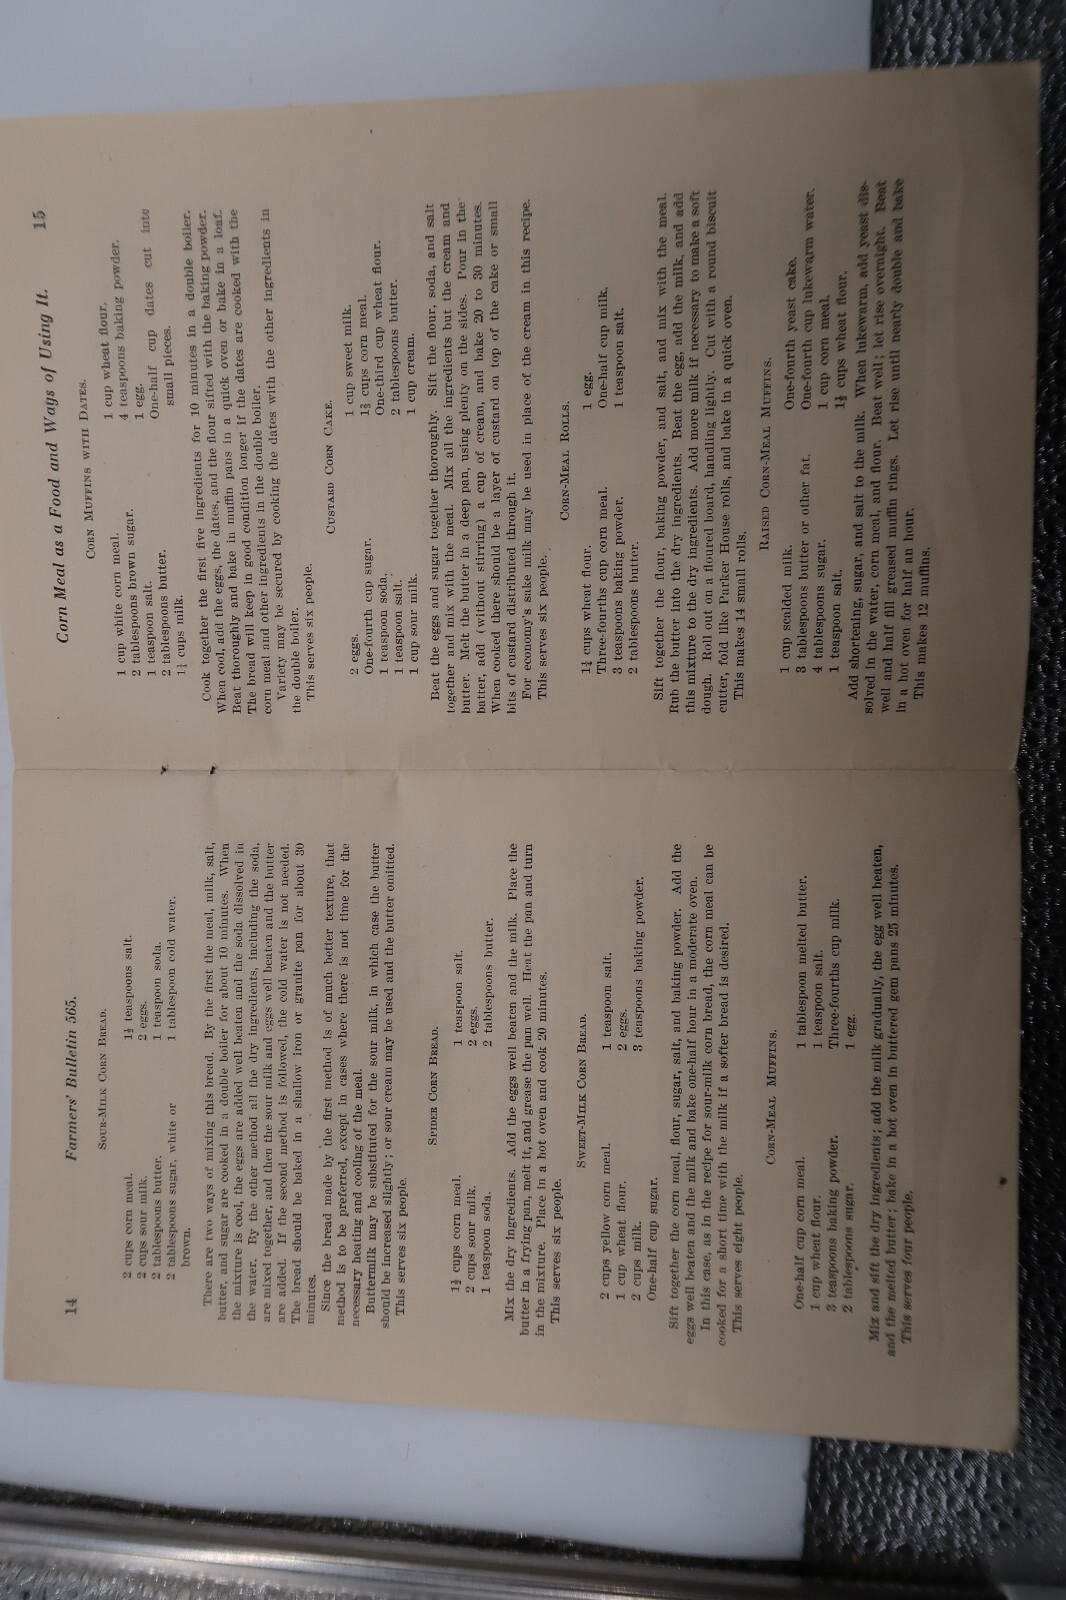 14 Farmers' Bulletin 565.
SOUR-MILK CORN BREAD.
2 cups corn meal.
2 cups sour milk.
2 tablespoons butter.
2 tablespoons sugar, white or
brown.
1½ teaspoons salt.
2 eggs.
1 teaspoon soda.
1 tablespoon cold water.
There are two ways of mixing this bread. By the first the meal, milk, salt,
butter, and sugar are cooked in a double boiler for about 10 minutes. When
the mixture is cool, the eggs are added well beaten and the soda dissolved in
the water. By the other method all the dry ingredients, including the soda,
are mixed together, and then the sour milk and eggs well beaten and the butter
are added. If the second method is followed, the cold water is not needed.
The bread should be baked in a shallow iron or granite pan for about 30
minutes.
Since the bread made by the first method is of much better texture, that
method is to be preferred, except in cases where there is not time for the
necessary heating and cooling of the meal.
Buttermilk may be substituted for the sour milk, in which case the butter
should be increased slightly; or sour cream may be used and the butter omitted.
This serves six people.
SPIDER CORN BREAD.
1½ cups corn meal.
2 cups sour milk.
1 teaspoon soda.
1 teaspoon salt.
2 eggs.
2 tablespoons butter.
Mix the dry ingredients. Add the eggs well beaten and the milk. Place the
butter in a frying pan, melt it, and grease the pan well. Heat the pan and turn
in the mixture. Place in a hot oven and cook 20 minutes.
This serves six people.
SWEET-MILK CORN BREAD.
2 cups yellow corn meal.
1 cup wheat flour.
2 cups milk.
One-half cup sugar.
1 teaspoon salt.
2 eggs.
3 teaspoons baking powder.
Sift together the corn meal, flour, sugar, salt, and baking powder. Add the
eggs well beaten and the milk and bake one-half hour in a moderate oven.
In this case, as in the recipe for sour-milk corn bread, the corn meal can be
cooked for a short time with the milk if a softer bread is desired.
This serves eight people.
CORN-MEAL MUFFINS.
One-half cup corn meal.
1 cup wheat flour.
3 teaspoons baking powder.
2 tablespoons sugar.
1 tablespoon melted butter.
1 teaspoon salt.
Three-fourths cup milk.
1 egg.
Mix and sift the dry ingredients; add the milk gradually, the egg well beaten,
and the melted butter; bake in a hot oven in buttered gem pans 25 minutes.
This serves four people.
Corn Meal as a Food and Ways of Using It. 15
CORN MUFFINS WITH DATES.
1 cup white corn meal.
2 tablespoons brown sugar.
1 teaspoon salt.
2 tablespoons butter.
cups milk.
1 cup wheat flour.
4 teaspoons baking powder.
1 egg.
One-half cup dates cut into
small pieces.
Cook together the first five ingredients for 10 minutes in a double boiler.
When cool, add the eggs, the dates, and the flour sifted with the baking powder.
Beat thoroughly and bake in muffin pans in a quick oven or bake in a loaf.
The bread will keep in good condition longer if the dates are cooked with the
corn meal and other ingredients in the double boiler.
Variety may be secured by cooking the dates with the other ingredients in
the double boiler.
This serves six people.
CUSTARD CORN CAKE.
2 eggs.
One-fourth cup sugar.
1 teaspoon soda.
1 teaspoon salt.
1 cup sour milk.
1 cup sweet milk.
cups corn meal.
One-third cup wheat flour.
2 tablespoons butter.
1 cup cream.
Beat the eggs and sugar together thoroughly. Sift the flour, soda, and salt
together and mix with the meal. Mix all the ingredients but the cream and
butter. Melt the butter in a deep pan, using plenty on the sides. Pour in the
batter, add (without stirring) a cup of cream, and bake 20 to 30 minutes.
When cooked there should be a layer of custard on top of the cake or small
bits of custard distributed through it.
For economy's sake milk may be used in place of the cream in this recipe.
This serves six people.
CORN-MEAL ROLLS.
cups wheat flour.
Three-fourths cup corn meal.
3 teaspoons baking powder.
2 tablespoons butter.
1 egg.
One-half cup milk.
1 teaspoon salt.
Sift together the flour, baking powder, and salt, and mix with the meal.
Rub the butter into the dry ingredients. Beat the egg, add the milk, and add
this mixture to the dry ingredients. Add more milk if necessary to make a soft
dough. Roll out on a floured board, handling lightly. Cut with a round biscuit
cutter, fold like Parker House rolls, and bake in a quick oven.
This makes 14 small rolls.
RAISED CORN-MEAL MUFFINS.
1 cup scalded milk.
3 tablespoons butter or other fat.
4 tablespoons sugar.
1 teaspoon salt.
One-fourth yeast cake.
One-fourth cup lukewarm water.
1 cup corn meal.
cups wheat flour.
Add shortening, sugar, and salt to the milk. When lukewarm, add yeast dis-
solved in the water, corn meal, and flour. Beat well; let rise overnight. Beat
well and half fill greased muffin rings. Let rise until nearly double and bake
in a hot oven for half an hour.
This makes 12 muffins.